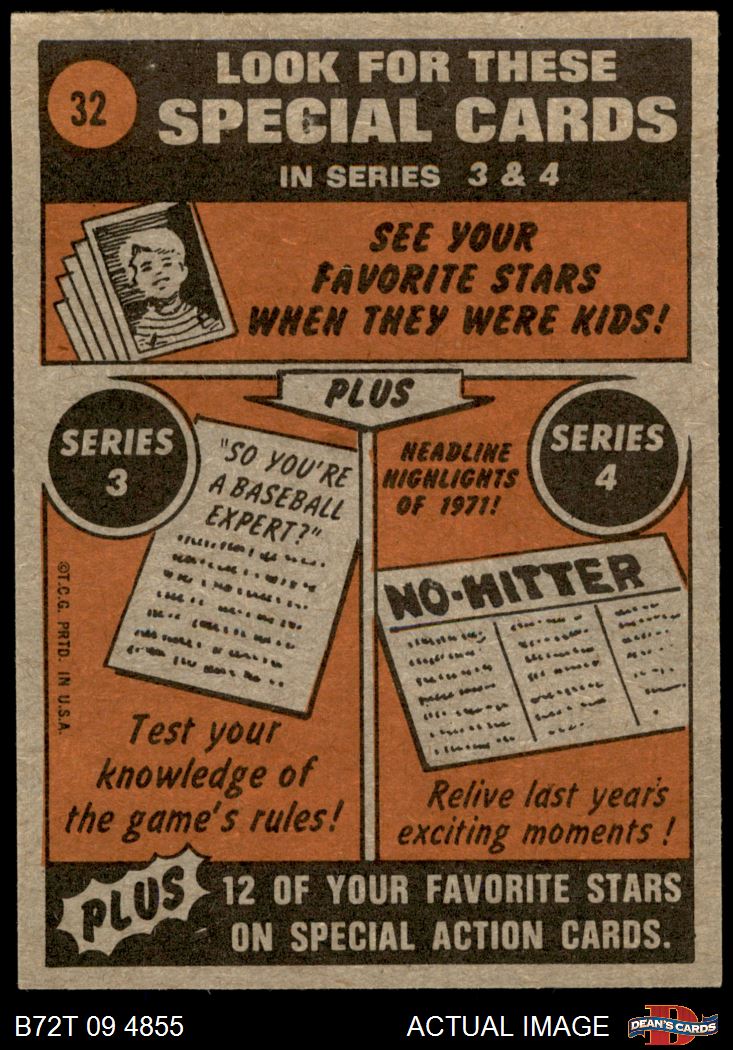 32
LOOK FOR THESE
SPECIAL CARDS
IN SERIES 3 & 4
SEE YOUR
FAVORITE STARS
WHEN THEY WERE KIDS!
PLUS
SERIES
3
"SO YOU'RE
A BASEBALL
EXPERT?"
Test your
knowledge of
the game's rules!
©T.C.G. PRTD. IN U.S.A.
HEADLINE
HIGHLIGHTS
OF 1971!
SERIES
4
NO-HITTER
Relive last year's
exciting moments!
PLUS
12 OF YOUR FAVORITE STARS
ON SPECIAL ACTION CARDS.
B72T 09 4855
ACTUAL IMAGE
D
DEAN'S CARDS